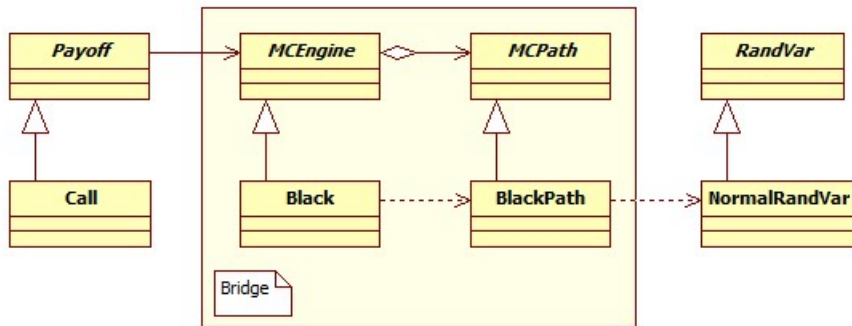 Payoff
MCEngine
MCPath
RandVar
Call
Black
BlackPath
NormalRandVar
Bridge